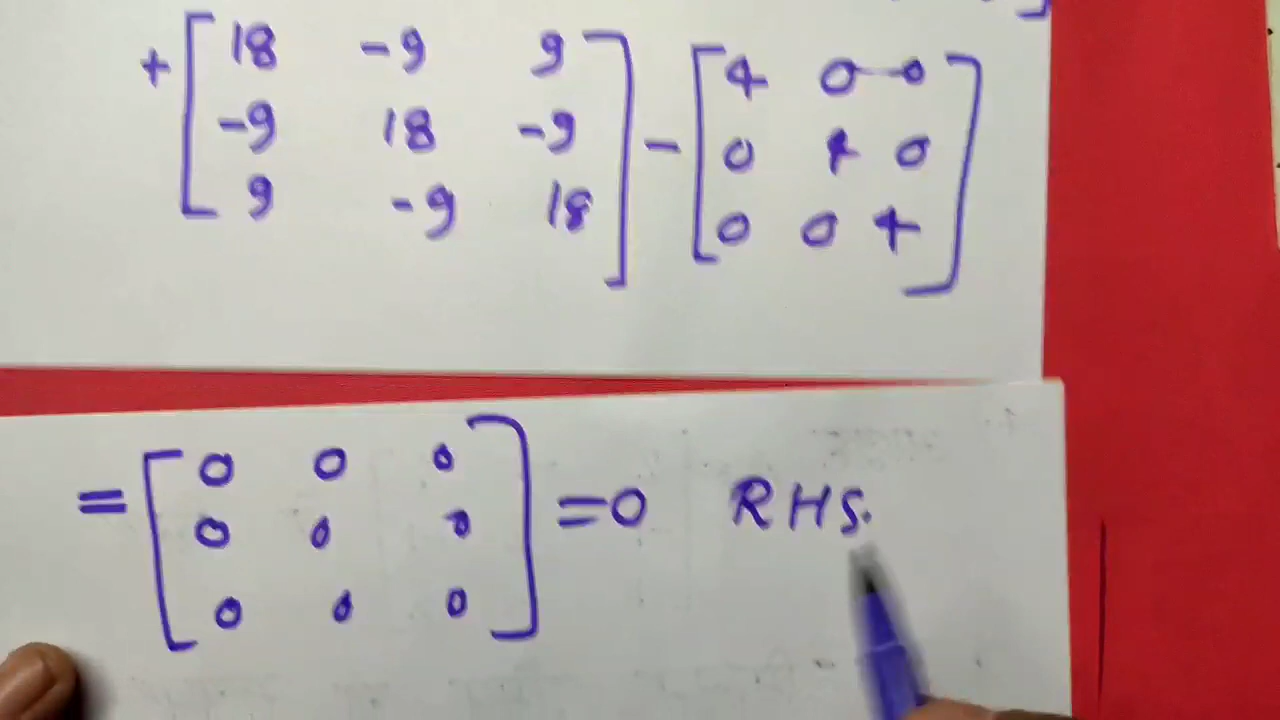 + [ 18 -9 9 ] - [ 4 0 0 ]
[ -9 18 -9 ] [ 0 4 0 ]
[ 9 -9 18 ] [ 0 0 4 ]
= [ 0 0 0 ] = 0 RHS.
[ 0 0 0 ]
[ 0 0 0 ]